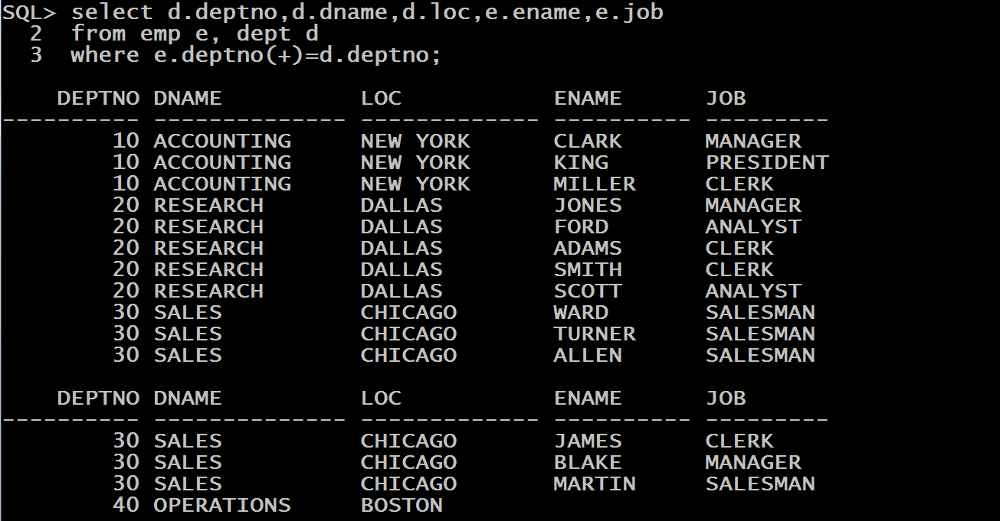 SQL> select d.deptno,d.dname,d.loc,e.ename,e.job
  2  from emp e, dept d
  3  where e.deptno(+)=d.deptno;

    DEPTNO DNAME          LOC           ENAME      JOB
---------- -------------- ------------- ---------- ---------
        10 ACCOUNTING     NEW YORK      CLARK      MANAGER
        10 ACCOUNTING     NEW YORK      KING       PRESIDENT
        10 ACCOUNTING     NEW YORK      MILLER     CLERK
        20 RESEARCH       DALLAS        JONES      MANAGER
        20 RESEARCH       DALLAS        FORD       ANALYST
        20 RESEARCH       DALLAS        ADAMS      CLERK
        20 RESEARCH       DALLAS        SMITH      CLERK
        20 RESEARCH       DALLAS        SCOTT      ANALYST
        30 SALES          CHICAGO       WARD       SALESMAN
        30 SALES          CHICAGO       TURNER     SALESMAN
        30 SALES          CHICAGO       ALLEN      SALESMAN

    DEPTNO DNAME          LOC           ENAME      JOB
---------- -------------- ------------- ---------- ---------
        30 SALES          CHICAGO       JAMES      CLERK
        30 SALES          CHICAGO       BLAKE      MANAGER
        30 SALES          CHICAGO       MARTIN     SALESMAN
        40 OPERATIONS     BOSTON